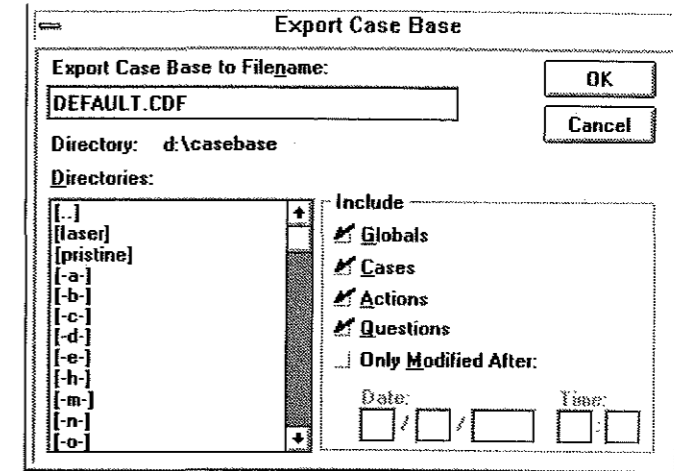 Export Case Base
Export Case Base to Filename:
DEFAULT.CDF
OK
Cancel
Directory: d:\casebase
Directories:
[..]
[laser]
[pristine]
[-a-]
[-b-]
[-c-]
[-d-]
[-e-]
[-h-]
[-m-]
[-n-]
[-o-]
Include
Globals
Cases
Actions
Questions
Only Modified After:
Date: Time:
/ / :